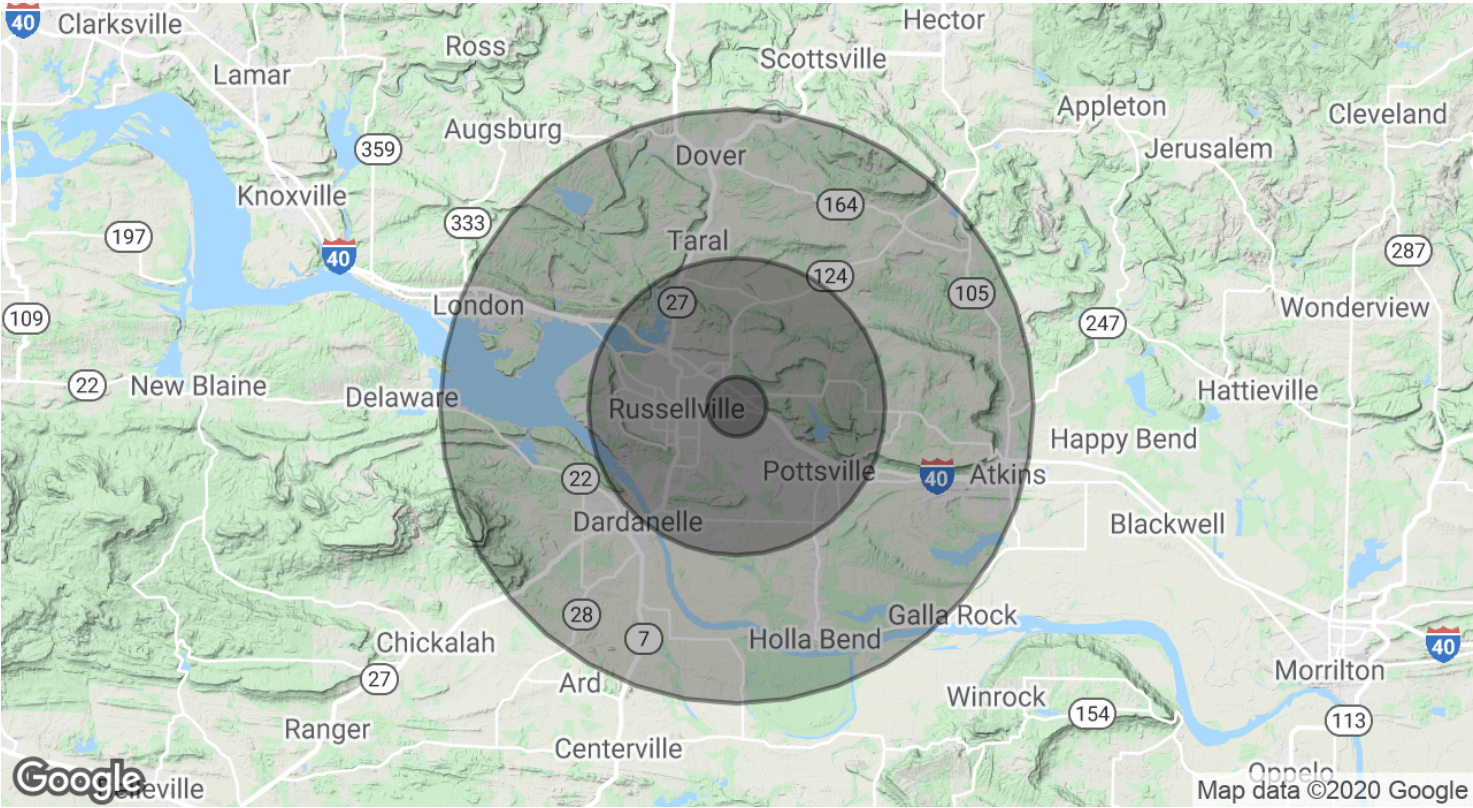 40
Clarksville
Hector
Ross
Scottsville
Lamar
Appleton
Cleveland
Augsburg
359
Dover
Jerusalem
Knoxville
164
333
197
Taral
287
40
124
27
105
London
Wonderview
109
247
22
New Blaine
Delaware
Hattieville
Russellville
Happy Bend
Pottsville
40
Atkins
22
Dardanelle
Blackwell
28
Galla Rock
7
Holla Bend
Chickalah
40
Morrilton
27
Ard
Winrock
154
113
Ranger
Centerville
Oppelo
Google
Map data ©2020 Google